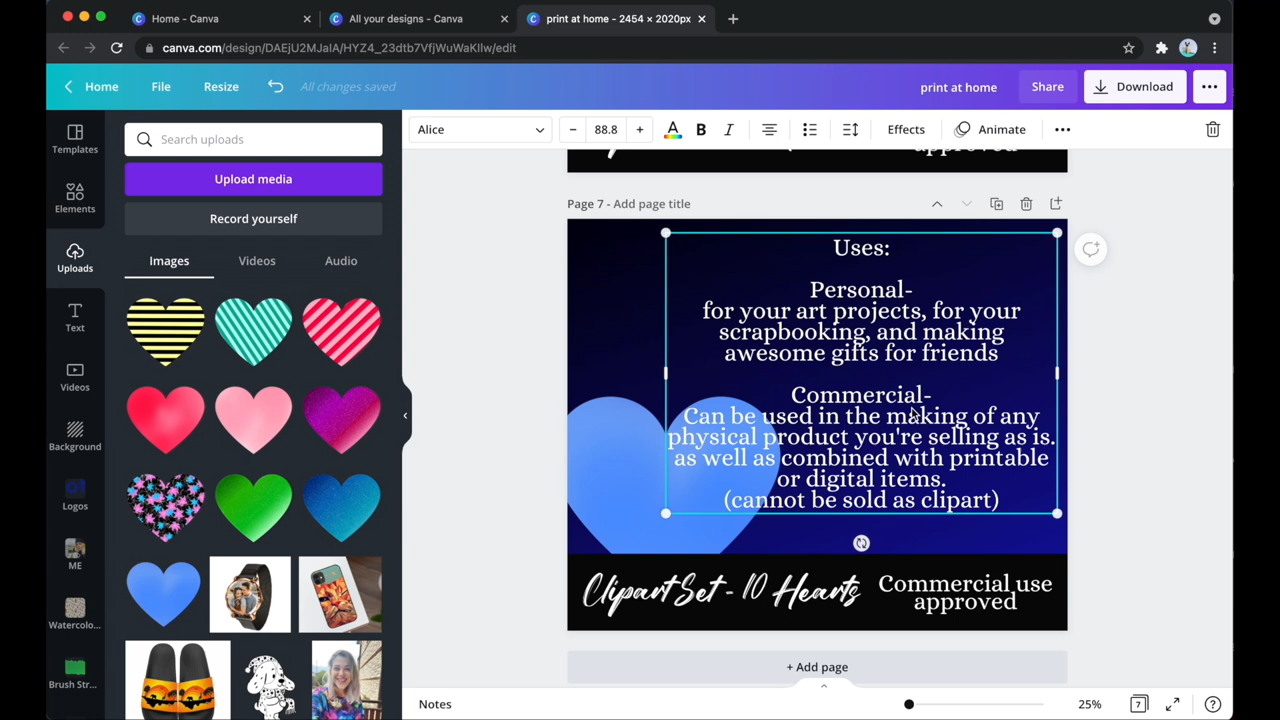 Home - Canva
All your designs - Canva
print at home - 2454 × 2020px
canva.com/design/DAEjU2MJaIA/HYZ4_23dtb7VfjWuWaKIIw/edit
Home
File
Resize
All changes saved
print at home
Share
Download
Templates
Elements
Uploads
Text
Videos
Background
Logos
ME
Watercolo...
Brush Str...
Search uploads
Upload media
Record yourself
Images
Videos
Audio
Alice
88.8
A
B
I
Effects
Animate
approved
Page 7 - Add page title
Uses:
Personal-
for your art projects, for your
scrapbooking, and making
awesome gifts for friends
Commercial-
Can be used in the making of any
physical product you're selling as is.
as well as combined with printable
or digital items.
(cannot be sold as clipart)
Clipart Set - 10 Hearts
Commercial use
approved
+ Add page
Notes
25%
7